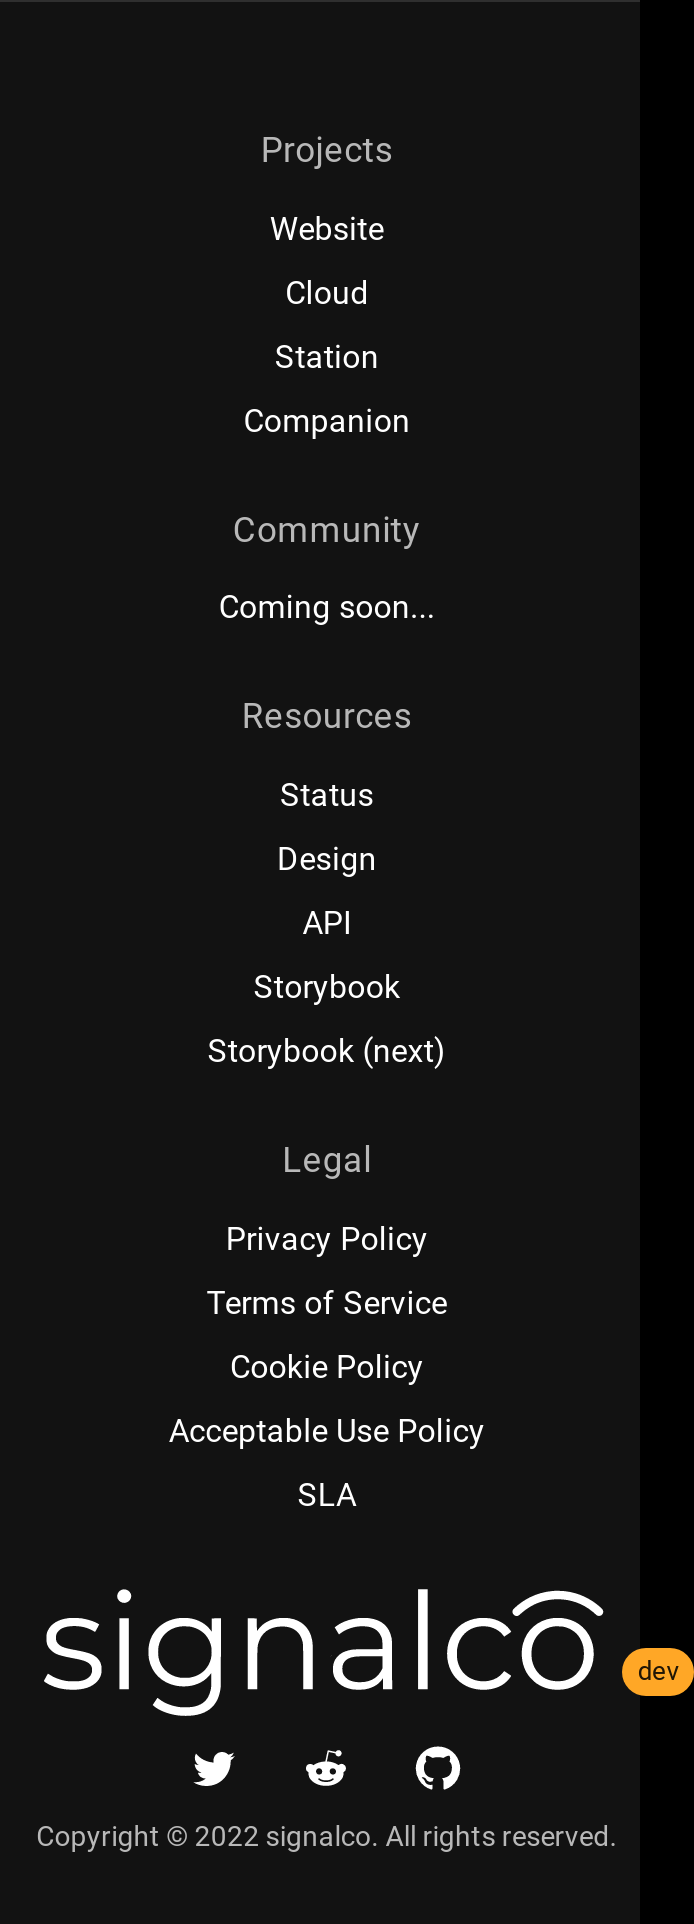 Projects
Website
Cloud
Station
Companion
Community
Coming soon...
Resources
Status
Design
API
Storybook
Storybook (next)
Legal
Privacy Policy
Terms of Service
Cookie Policy
Acceptable Use Policy
SLA
signalco
dev
Copyright © 2022 signalco. All rights reserved.